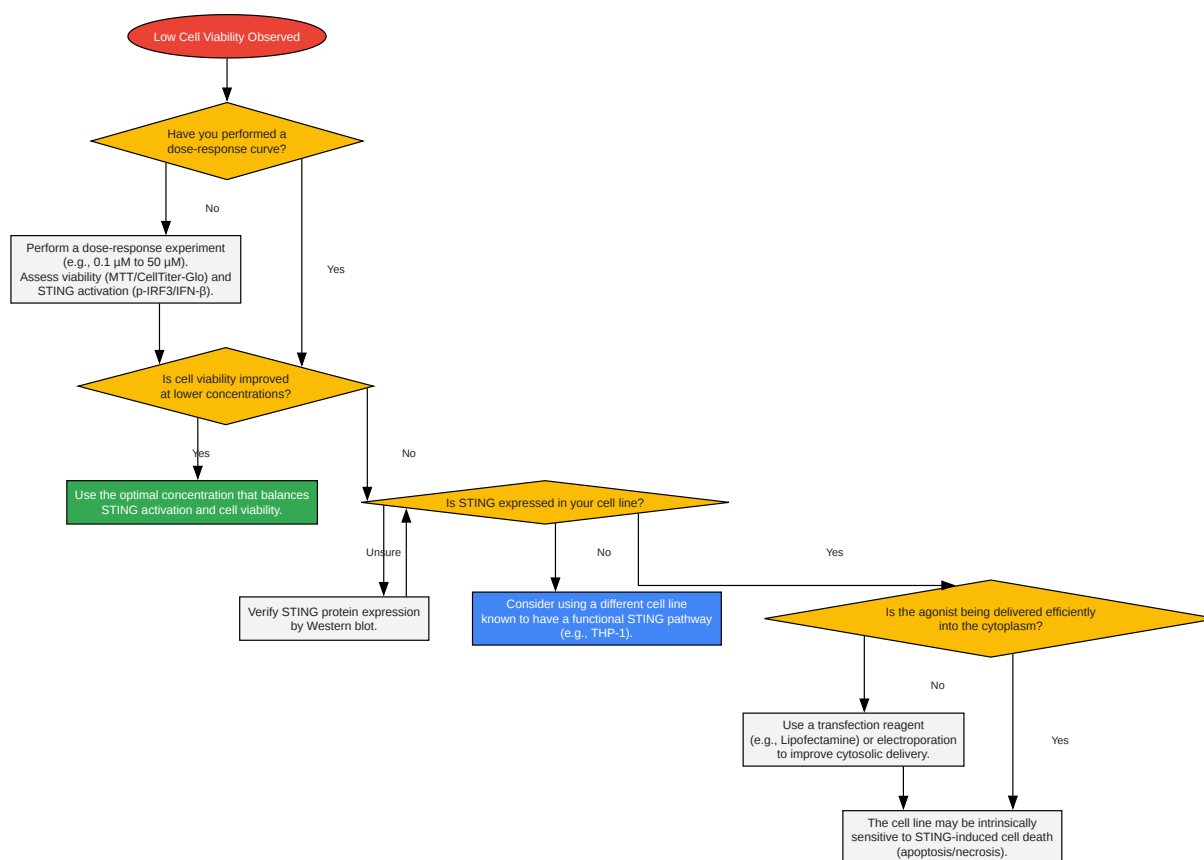 Low Cell Viability Observed
Have you performed a
dose-response curve?
No
Yes
Perform a dose-response experiment
(e.g., 0.1 µM to 50 µM).
Assess viability (MTT/CellTiter-Glo) and
STING activation (p-IRF3/IFN-β).
Is cell viability improved
at lower concentrations?
Yes
No
Use the optimal concentration that balances
STING activation and cell viability.
Is STING expressed in your cell line?
Unsure
No
Yes
Verify STING protein expression
by Western blot.
Consider using a different cell line
known to have a functional STING pathway
(e.g., THP-1).
Is the agonist being delivered efficiently
into the cytoplasm?
No
Yes
Use a transfection reagent
(e.g., Lipofectamine) or electroporation
to improve cytosolic delivery.
The cell line may be intrinsically
sensitive to STING-induced cell death
(apoptosis/necrosis).